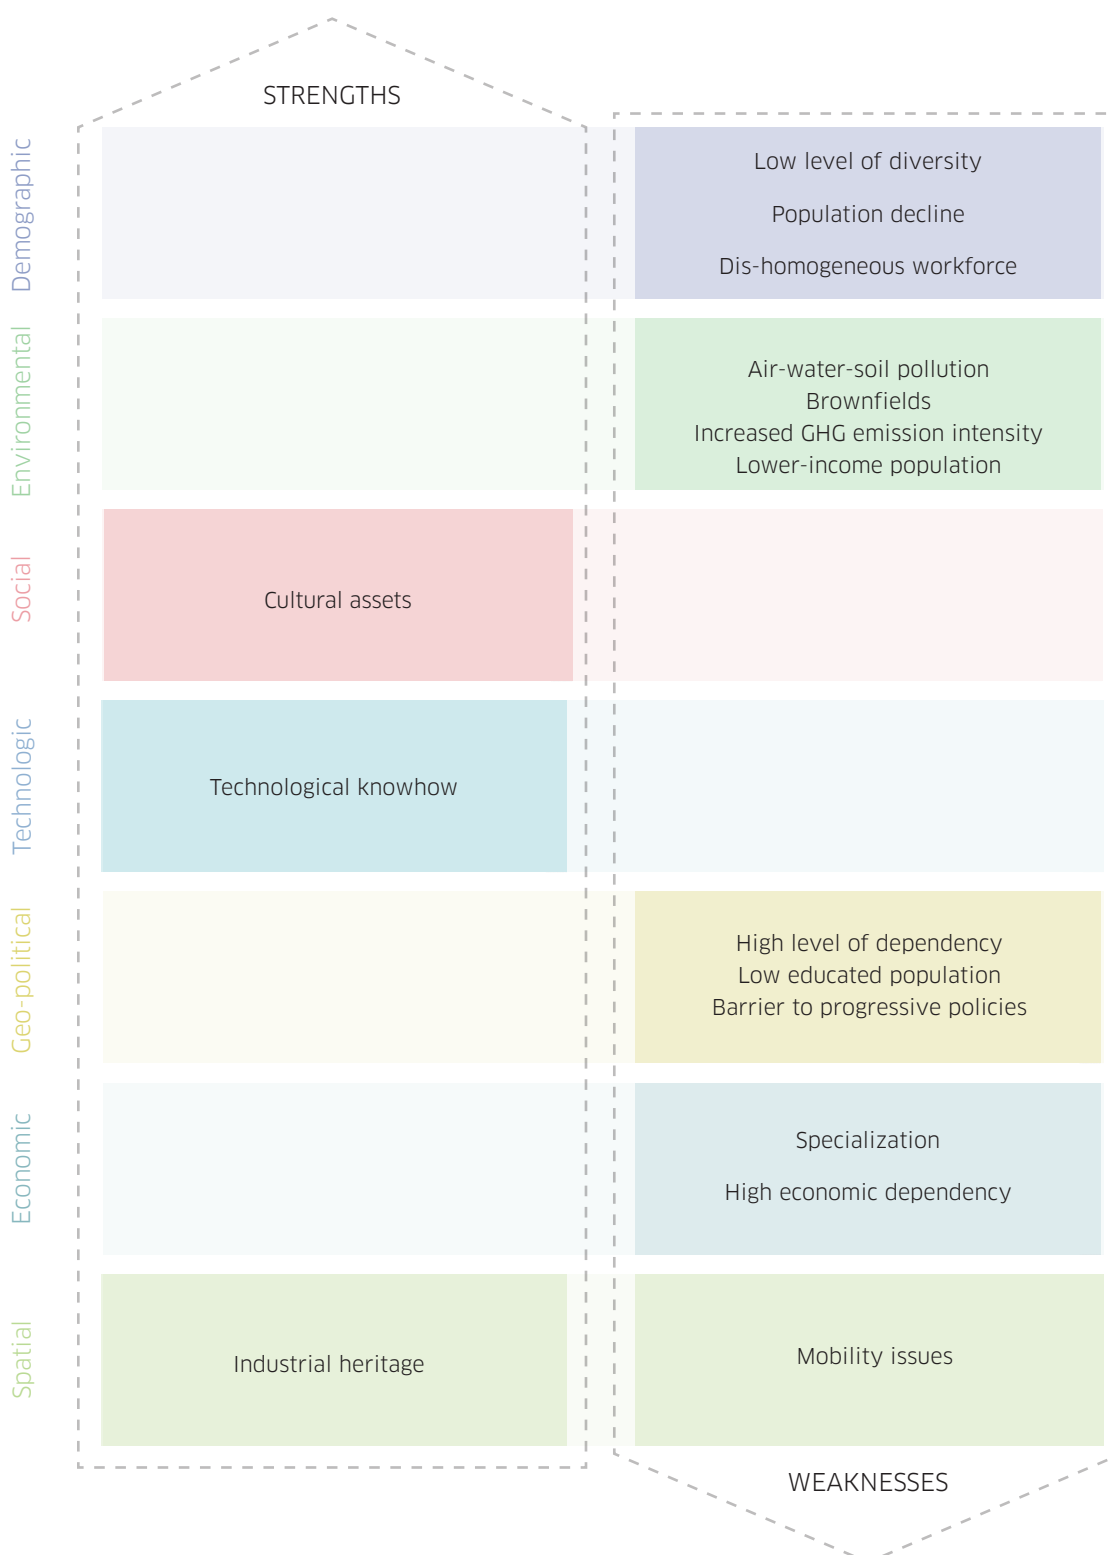 STRENGTHS
Demographic
Low level of diversity
Population decline
Dis-homogeneous workforce
Environmental
Air-water-soil pollution
Brownfields
Increased GHG emission intensity
Lower-income population
Social
Cultural assets
Technologic
Technological knowhow
Geo-political
High level of dependency
Low educated population
Barrier to progressive policies
Economic
Specialization
High economic dependency
Spatial
Industrial heritage
Mobility issues
WEAKNESSES